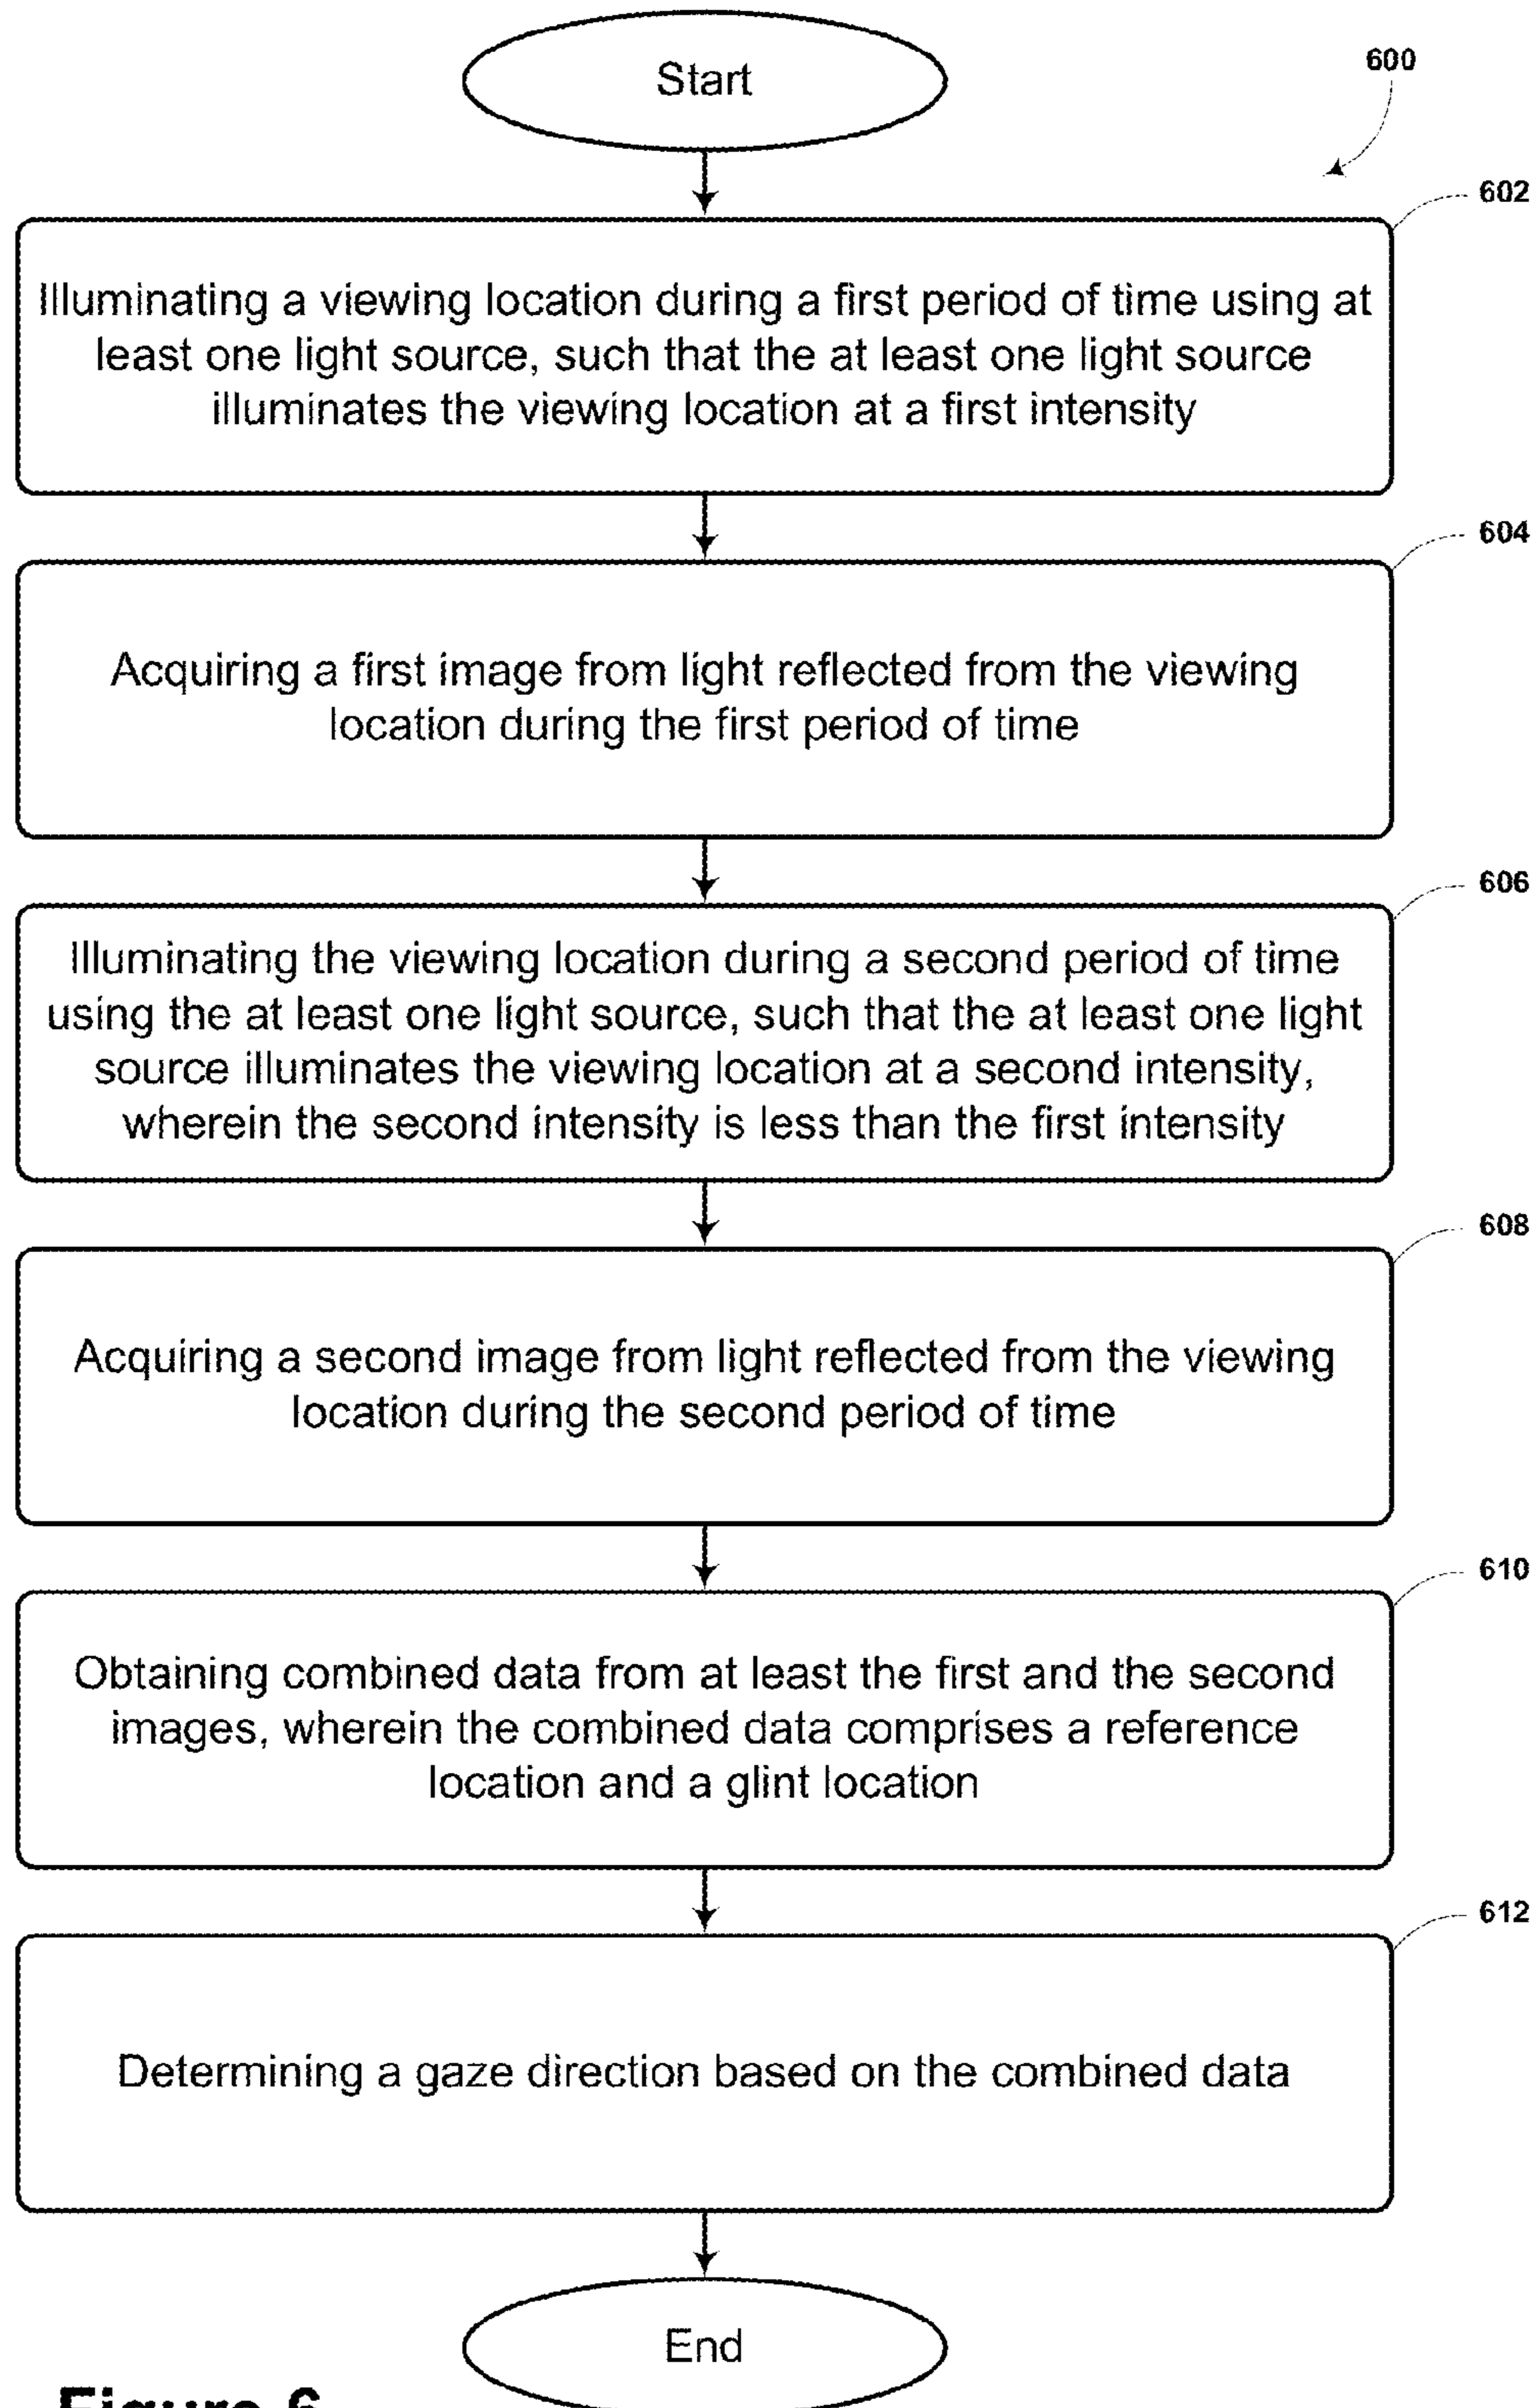 Start
600
602
Illuminating a viewing location during a first period of time using at
least one light source, such that the at least one light source
illuminates the viewing location at a first intensity
604
Acquiring a first image from light reflected from the viewing
location during the first period of time
606
Illuminating the viewing location during a second period of time
using the at least one light source, such that the at least one light
source illuminates the viewing location at a second intensity,
wherein the second intensity is less than the first intensity
608
Acquiring a second image from light reflected from the viewing
location during the second period of time
610
Obtaining combined data from at least the first and the second
images, wherein the combined data comprises a reference
location and a glint location
612
Determining a gaze direction based on the combined data
End
Figure 6